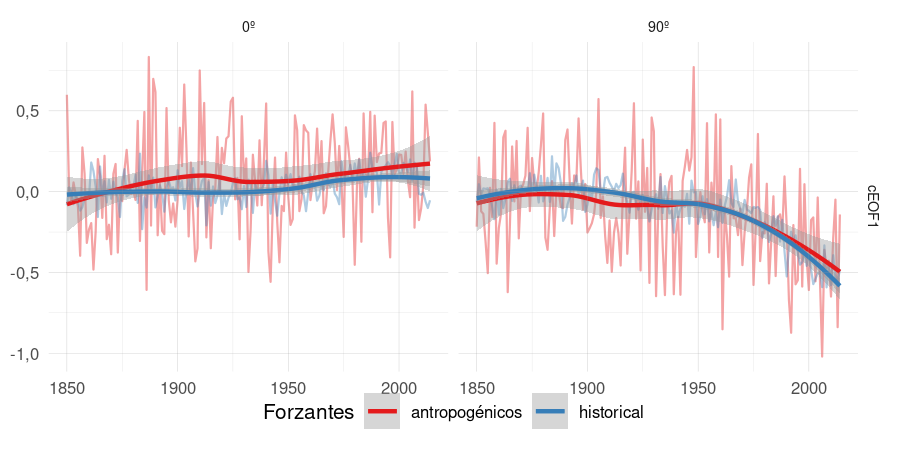 0º 90º
0,5
0,0
-0,5
-1,0
cEOF1
1850 1900 1950 2000 1850 1900 1950 2000
Forzantes antropogénicos historical